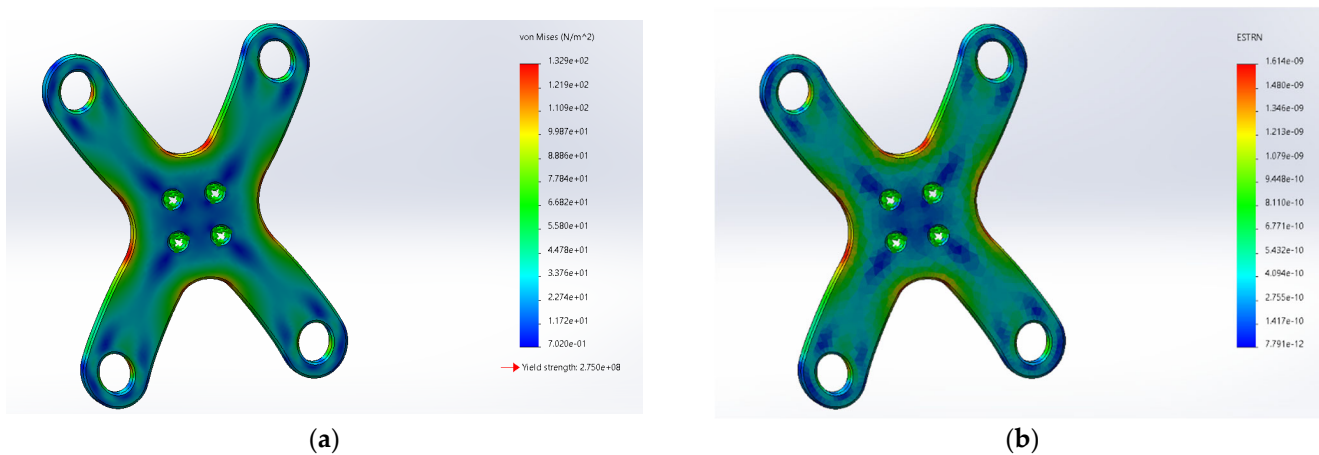 von Mises (N/m^2)
1.329e+02
1.219e+02
1.109e+02
9.987e+01
8.886e+01
7.784e+01
6.682e+01
5.580e+01
4.478e+01
3.376e+01
2.274e+01
1.172e+01
7.020e-01
Yield strength: 2.750e+08
(a)
ESTRN
1.614e-09
1.480e-09
1.346e-09
1.213e-09
1.079e-09
9.448e-10
8.110e-10
6.771e-10
5.432e-10
4.094e-10
2.755e-10
1.417e-10
7.791e-12
(b)